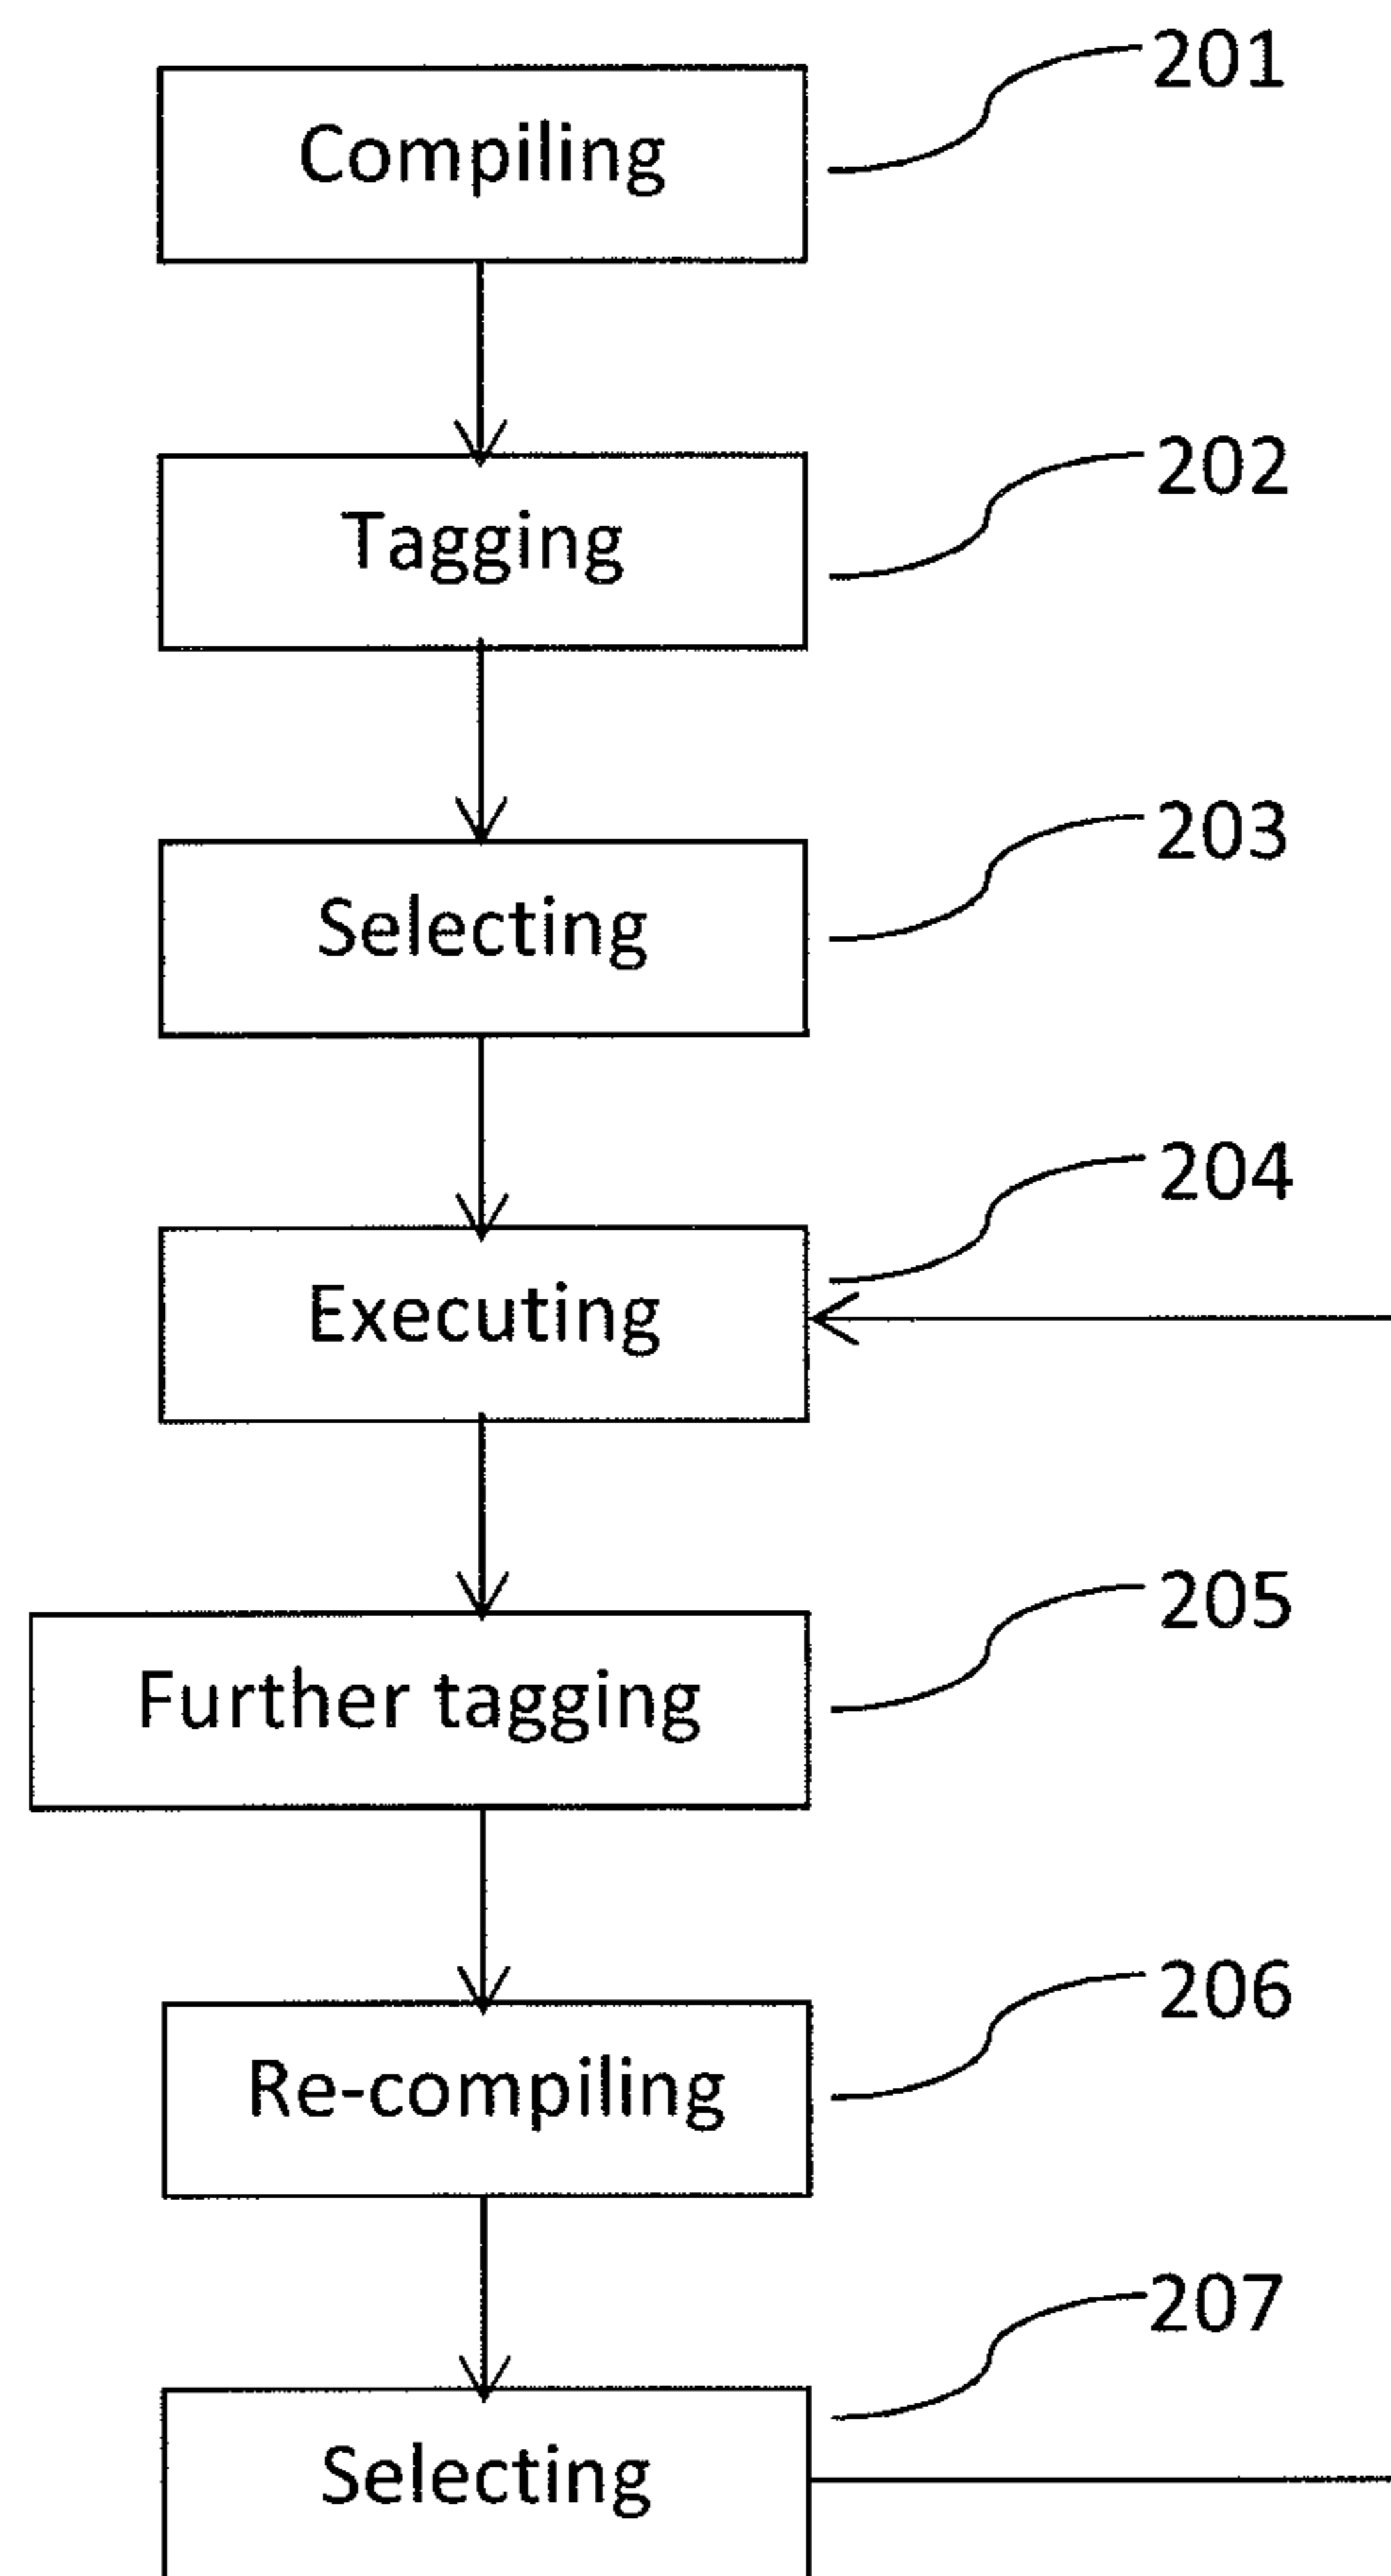 Compiling
201
Tagging
202
Selecting
203
Executing
204
Further tagging
205
Re-compiling
206
Selecting
207